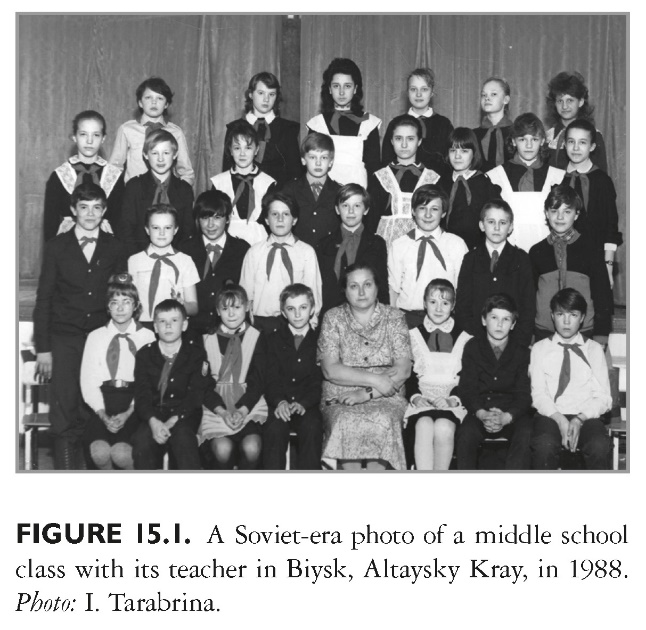 FIGURE 15.1. A Soviet-era photo of a middle school
class with its teacher in Biysk, Altaysky Kray, in 1988.
Photo: I. Tarabrina.